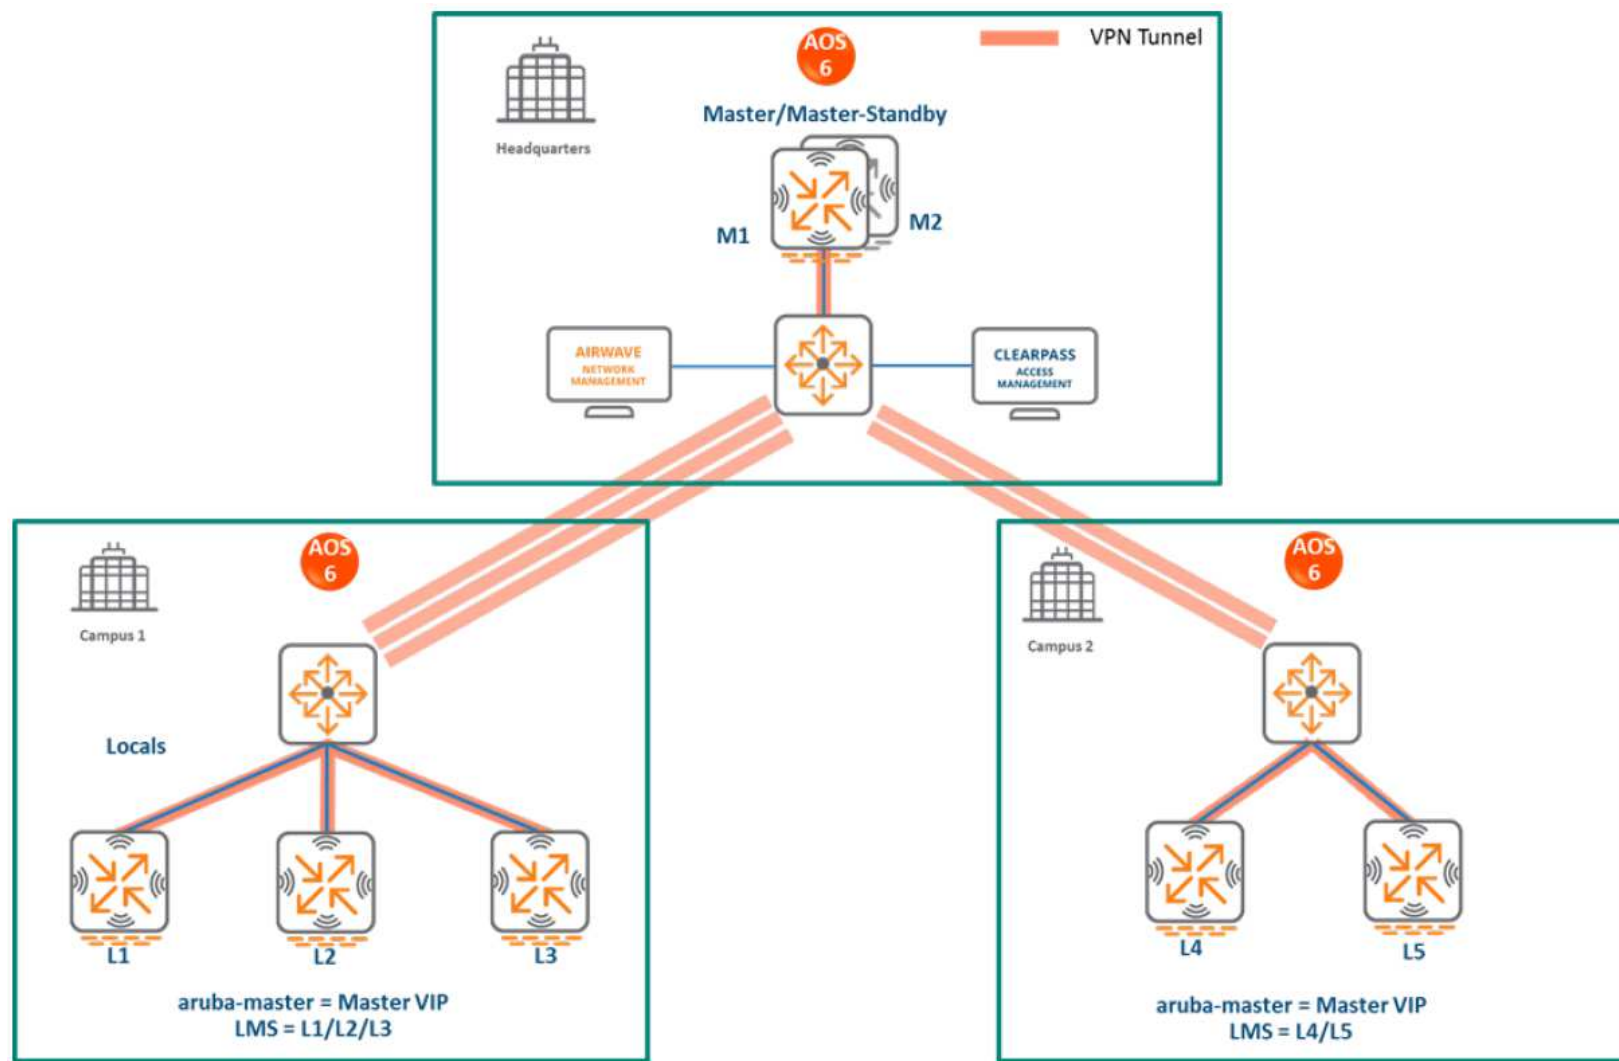 AOS
6
VPN Tunnel
Master/Master-Standby
Headquarters
M1
M2
AIRWAVE
NETWORK
MANAGEMENT
CLEARPASS
ACCESS
MANAGEMENT
AOS
6
Campus 1
Locals
L1
L2
L3
aruba-master = Master VIP
LMS = L1/L2/L3
AOS
6
Campus 2
L4
L5
aruba-master = Master VIP
LMS = L4/L5